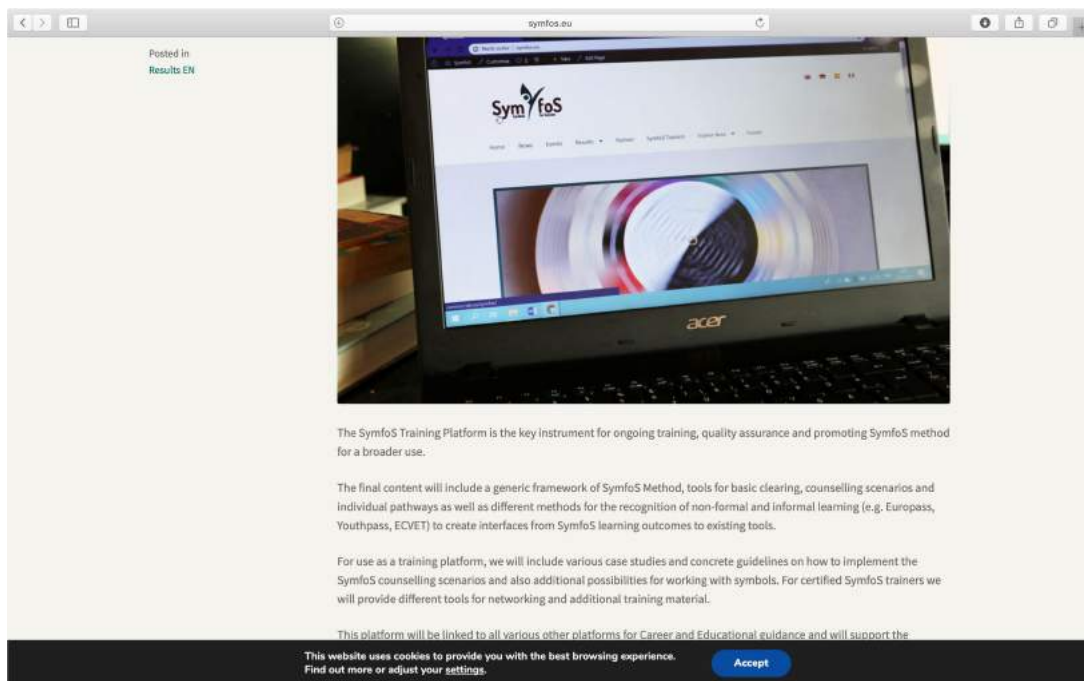 symfos.eu
Posted in
Results EN
SymfoS
Home News Events Results Partner SymfoS Trainers
acer
The SymfoS Training Platform is the key instrument for ongoing training, quality assurance and promoting SymfoS method
for a broader use.
The final content will include a generic framework of SymfoS Method, tools for basic clearing, counselling scenarios and
individual pathways as well as different methods for the recognition of non-formal and informal learning (e.g. Europass,
Youthpass, ECVET) to create interfaces from SymfoS learning outcomes to existing tools.
For use as a training platform, we will include various case studies and concrete guidelines on how to implement the
SymfoS counselling scenarios and also additional possibilities for working with symbols. For certified SymfoS trainers we
will provide different tools for networking and additional training material.
This platform will be linked to all various other platforms for Career and Educational guidance and will support the
This website uses cookies to provide you with the best browsing experience.
Find out more or adjust your settings.
Accept